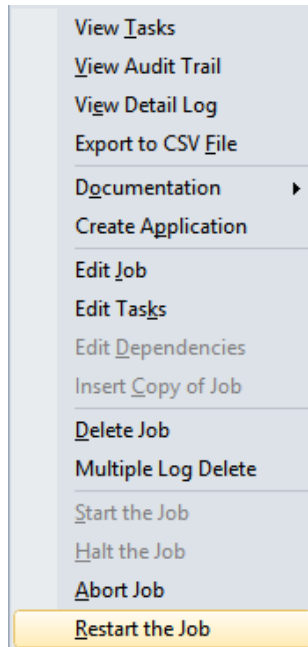 View Tasks
View Audit Trail
View Detail Log
Export to CSV File
Documentation
Create Application
Edit Job
Edit Tasks
Edit Dependencies
Insert Copy of Job
Delete Job
Multiple Log Delete
Start the Job
Halt the Job
Abort Job
Restart the Job